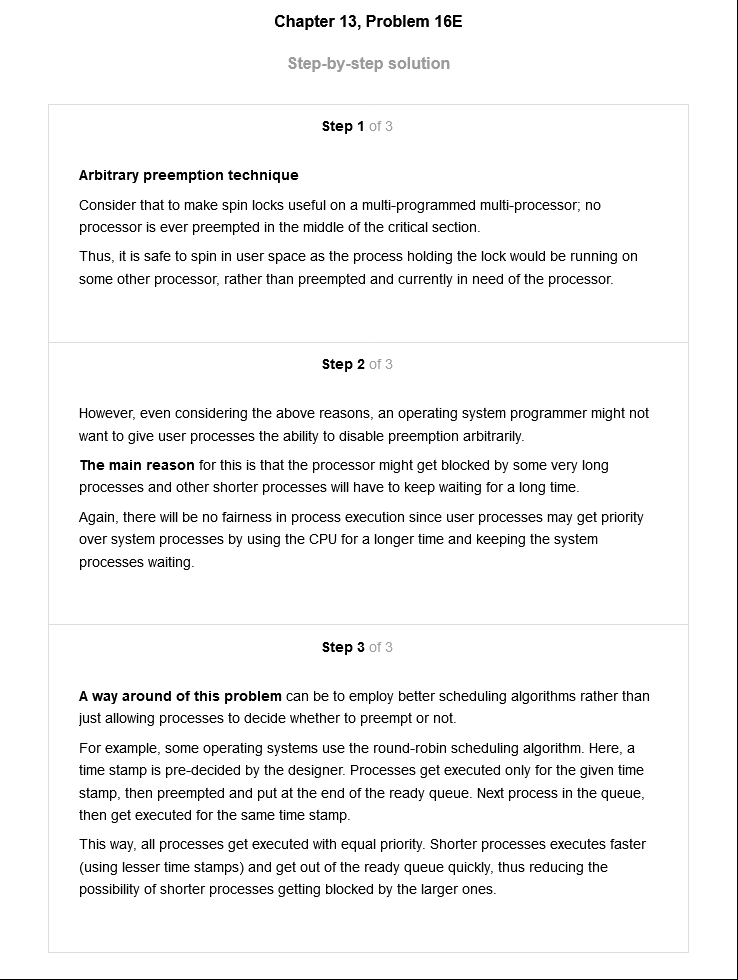 Chapter 13, Problem 16E
Step-by-step solution
Step 1 of 3
Arbitrary preemption technique
Consider that to make spin locks useful on a multi-programmed multi-processor; no
processor is ever preempted in the middle of the critical section.
Thus, it is safe to spin in user space as the process holding the lock would be running on
some other processor, rather than preempted and currently in need of the processor.
Step 2 of 3
However, even considering the above reasons, an operating system programmer might not
want to give user processes the ability to disable preemption arbitrarily.
The main reason for this is that the processor might get blocked by some very long
processes and other shorter processes will have to keep waiting for a long time.
Again, there will be no fairness in process execution since user processes may get priority
over system processes by using the CPU for a longer time and keeping the system
processes waiting.
Step 3 of 3
A way around of this problem can be to employ better scheduling algorithms rather than
just allowing processes to decide whether to preempt or not.
For example, some operating systems use the round-robin scheduling algorithm. Here, a
time stamp is pre-decided by the designer. Processes get executed only for the given time
stamp, then preempted and put at the end of the ready queue. Next process in the queue,
then get executed for the same time stamp.
This way, all processes get executed with equal priority. Shorter processes executes faster
(using lesser time stamps) and get out of the ready queue quickly, thus reducing the
possibility of shorter processes getting blocked by the larger ones.